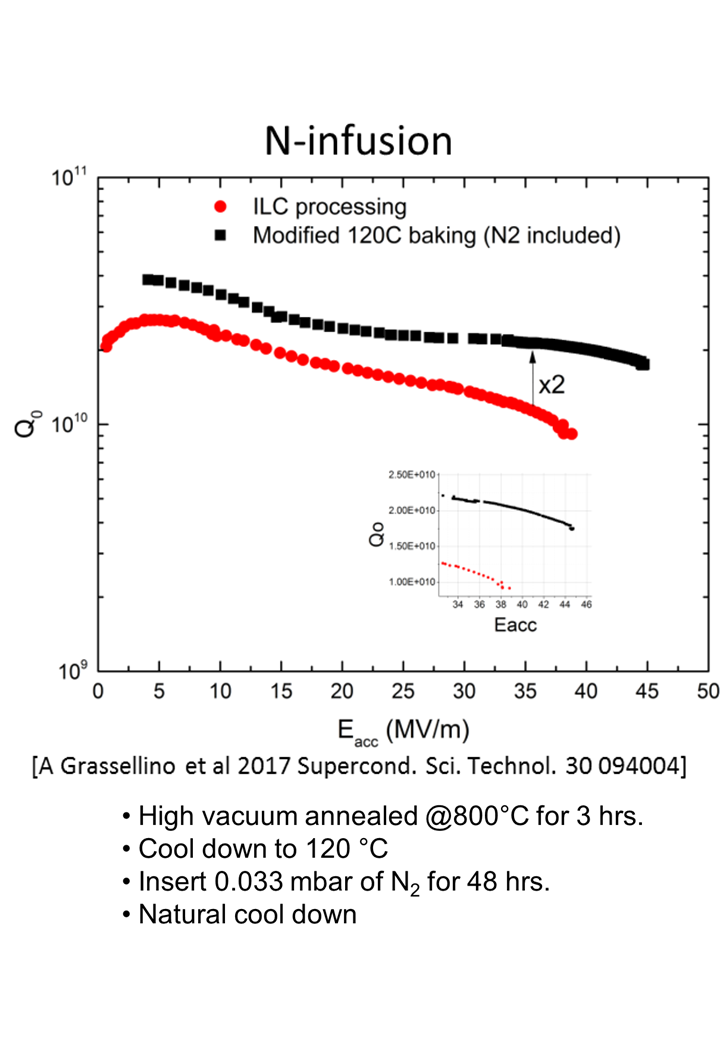 N-infusion
10¹¹
ILC processing
Modified 120C baking (N2 included)
x2
Q₀
10¹⁰
2.50E+010
2.00E+010
1.50E+010
1.00E+010
Qo
34 36 38 40 42 44 46
Eacc
10⁹
0 5 10 15 20 25 30 35 40 45 50
E_acc (MV/m)
[A Grassellino et al 2017 Supercond. Sci. Technol. 30 094004]
• High vacuum annealed @800°C for 3 hrs.
• Cool down to 120 °C
• Insert 0.033 mbar of N₂ for 48 hrs.
• Natural cool down